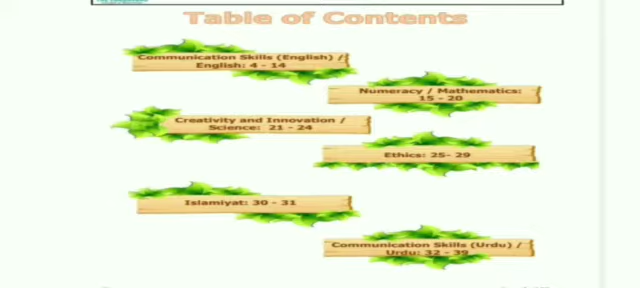 Table of Contents
Communication Skills (English) /
English: 4 - 14
Numeracy / Mathematics:
15 - 20
Creativity and Innovation /
Science: 21 - 24
Ethics: 25- 29
Islamiyat: 30 - 31
Communication Skills (Urdu) /
Urdu: 32 - 39